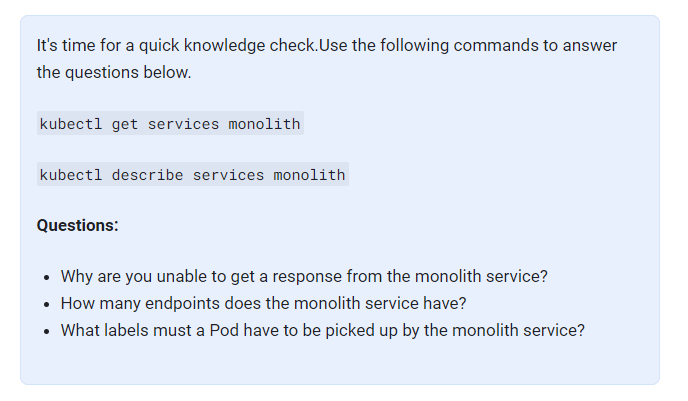 It's time for a quick knowledge check.Use the following commands to answer
the questions below.
kubectl get services monolith
kubectl describe services monolith
Questions:
• Why are you unable to get a response from the monolith service?
• How many endpoints does the monolith service have?
• What labels must a Pod have to be picked up by the monolith service?